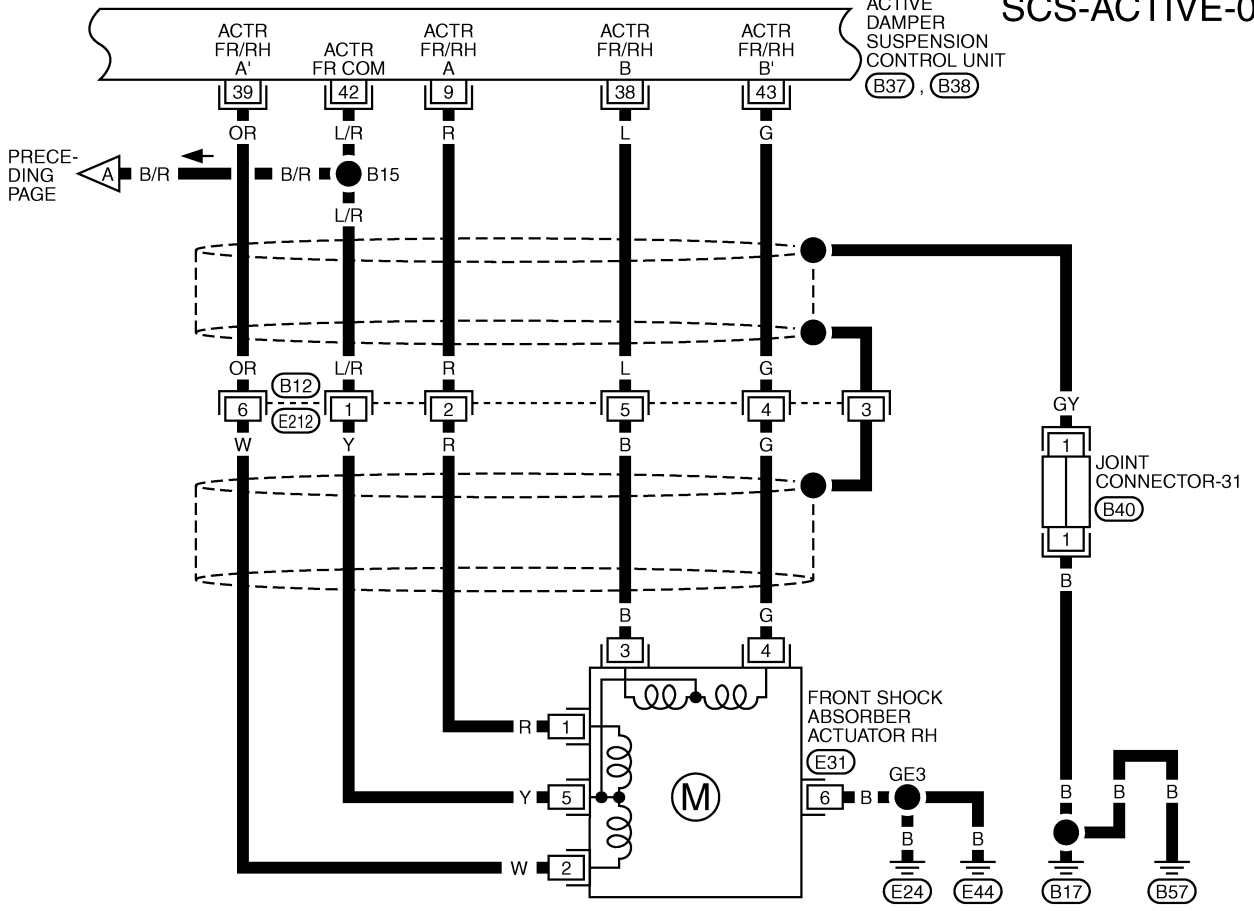 SCS-ACTIVE-0
ACTIVE
DAMPER
SUSPENSION
CONTROL UNIT
B37 , B38
ACTR
FR/RH
A'
ACTR
FR COM
ACTR
FR/RH
A
ACTR
FR/RH
B
ACTR
FR/RH
B'
39 42 9 38 43
OR L/R R L G
PRECE-
DING
PAGE
A B/R B/R B15
L/R
OR L/R R L G
B12
6 1 2 5 4 3
E212
W Y R B G
GY
1
JOINT
CONNECTOR-31
B40
1
B
B G
3 4
FRONT SHOCK
ABSORBER
ACTUATOR RH
E31
R 1
Y 5
W 2
M
6 B GE3
B B
E24 E44
B B B
B17 B57